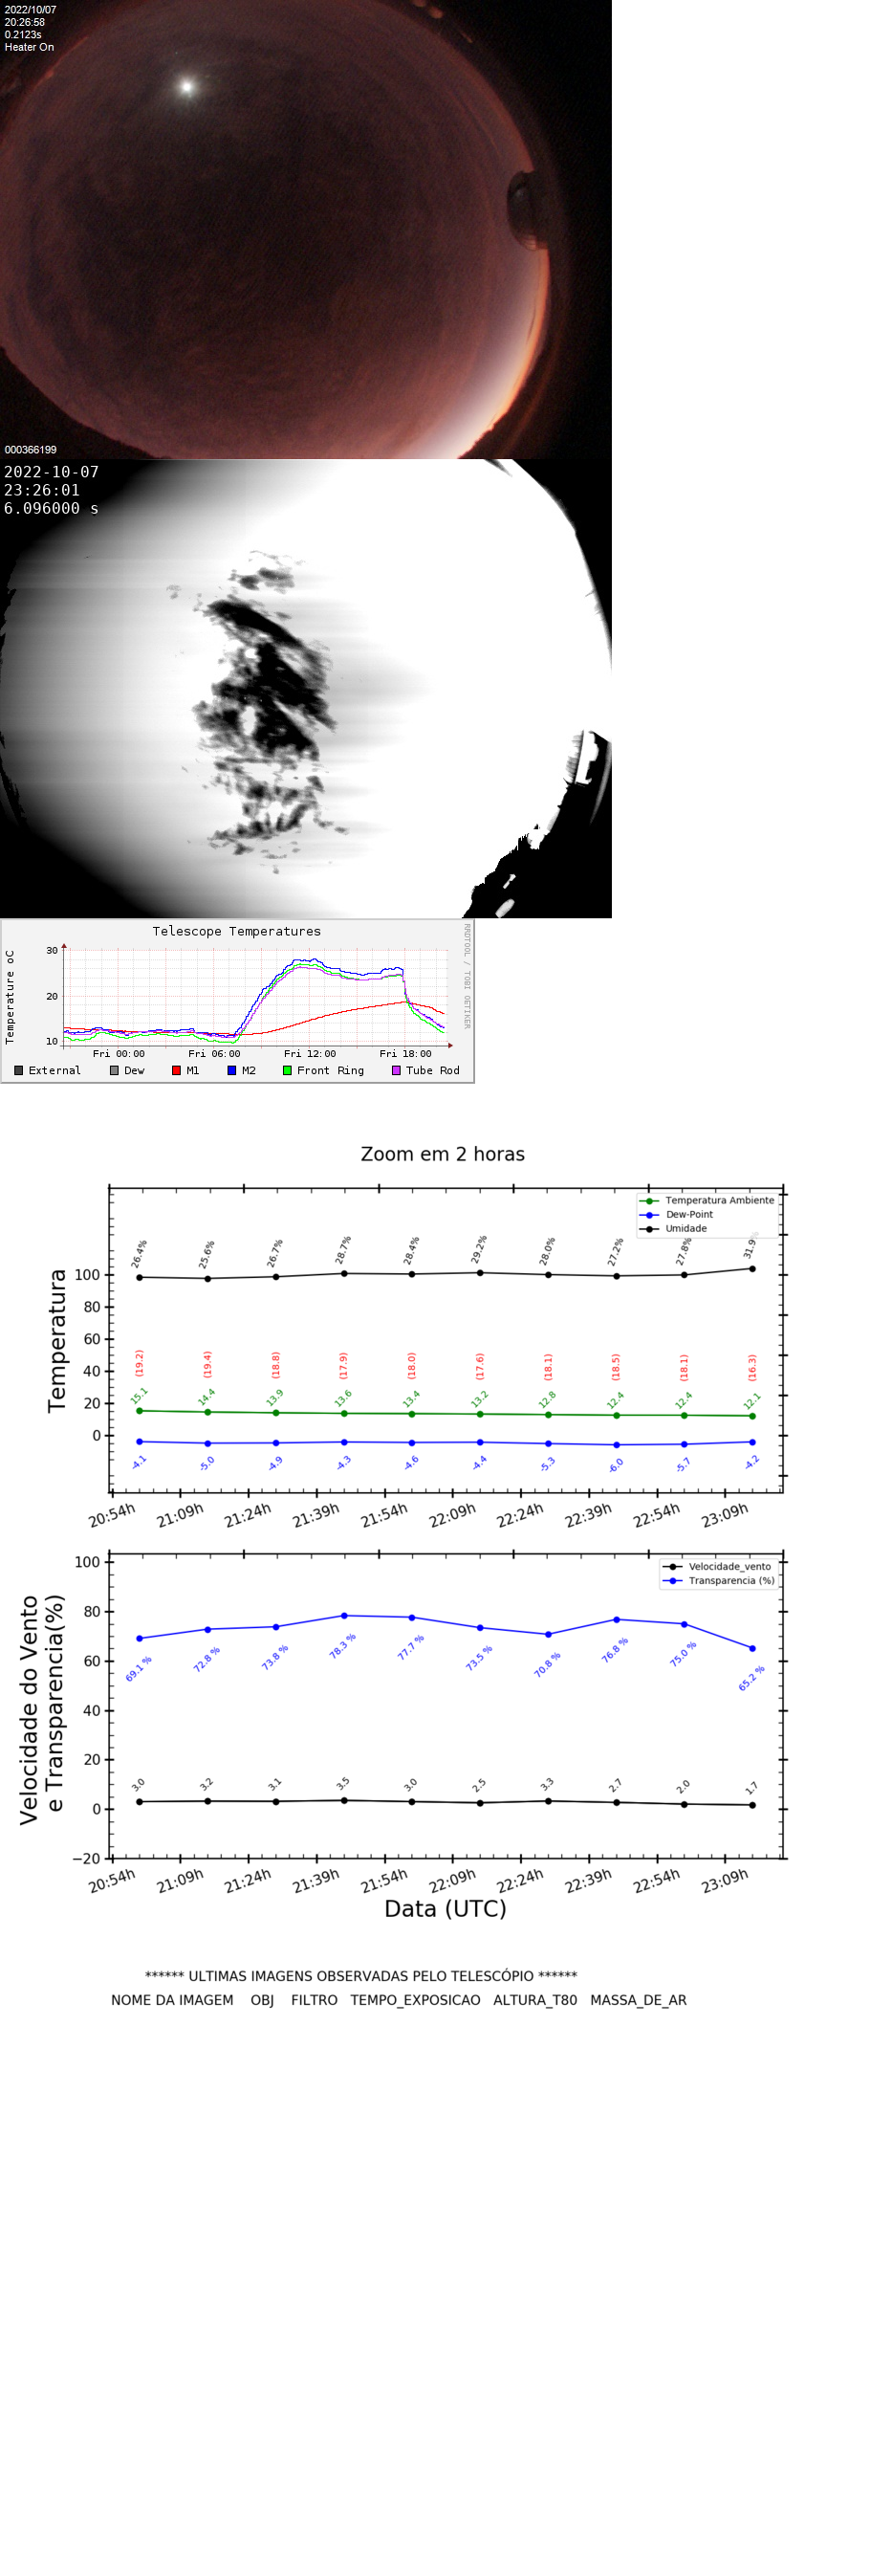 2022/10/07
20:26:58
0.2123s
Heater On
000366199
2022-10-07
23:26:01
6.096000 s
Telescope Temperatures
RRDTOOL / TOBI OETIKER
Temperature oC
30
20
10
Fri 00:00 Fri 06:00 Fri 12:00 Fri 18:00
External Dew M1 M2 Front Ring Tube Rod
Zoom em 2 horas
Temperatura Ambiente
Dew-Point
Umidade
26.4% 25.6% 26.7% 28.7% 28.4% 29.2% 28.0% 27.2% 27.8% 31.9%
Temperatura
100
80
60
40
20
0
(19.2) (19.4) (18.8) (17.9) (18.0) (17.6) (18.1) (18.5) (18.1) (16.3)
15.1 14.4 13.9 13.6 13.4 13.2 12.8 12.4 12.4 12.1
-4.1 -5.0 -4.9 -4.3 -4.6 -4.4 -5.3 -6.0 -5.7 -4.2
20:54h 21:09h 21:24h 21:39h 21:54h 22:09h 22:24h 22:39h 22:54h 23:09h
Velocidade_vento
Transparencia (%)
Velocidade do Vento
e Transparencia(%)
100
80
60
40
20
0
−20
69.1 % 72.8 % 73.8 % 78.3 % 77.7 % 73.5 % 70.8 % 76.8 % 75.0 % 65.2 %
3.0 3.2 3.1 3.5 3.0 2.5 3.3 2.7 2.0 1.7
20:54h 21:09h 21:24h 21:39h 21:54h 22:09h 22:24h 22:39h 22:54h 23:09h
Data (UTC)
****** ULTIMAS IMAGENS OBSERVADAS PELO TELESCÓPIO ******
NOME DA IMAGEM OBJ FILTRO TEMPO_EXPOSICAO ALTURA_T80 MASSA_DE_AR